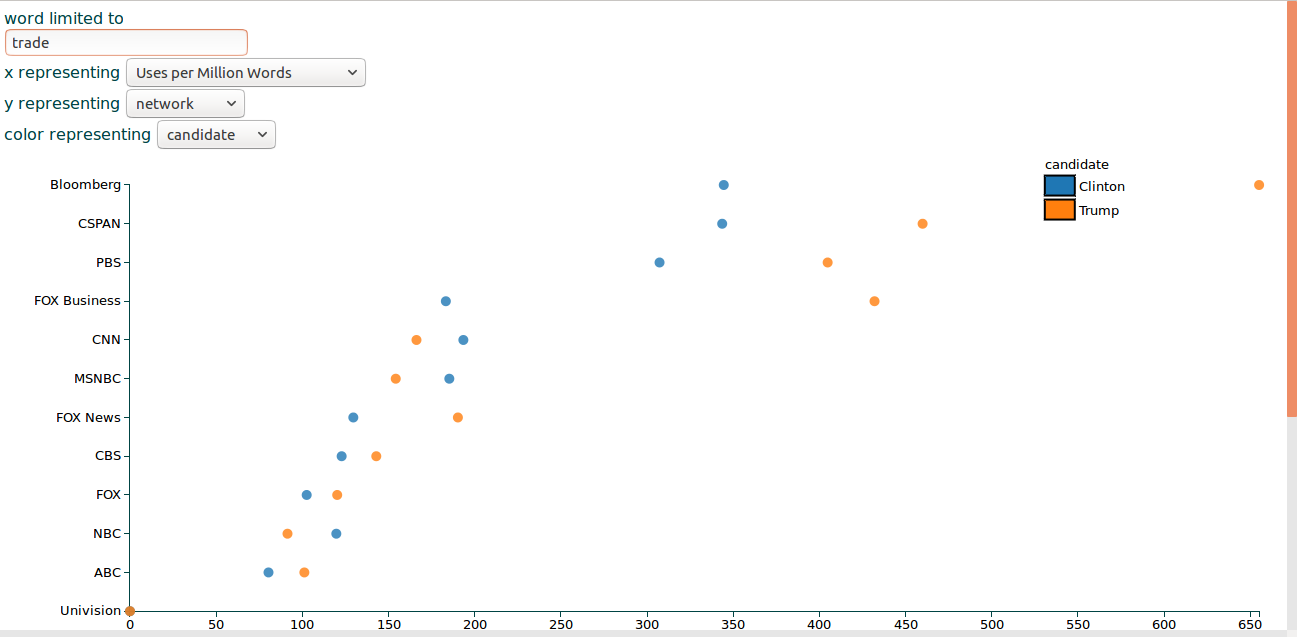 word limited to
trade
x representing Uses per Million Words
y representing network
color representing candidate
candidate
Clinton
Trump
Bloomberg
CSPAN
PBS
FOX Business
CNN
MSNBC
FOX News
CBS
FOX
NBC
ABC
Univision
0 50 100 150 200 250 300 350 400 450 500 550 600 650